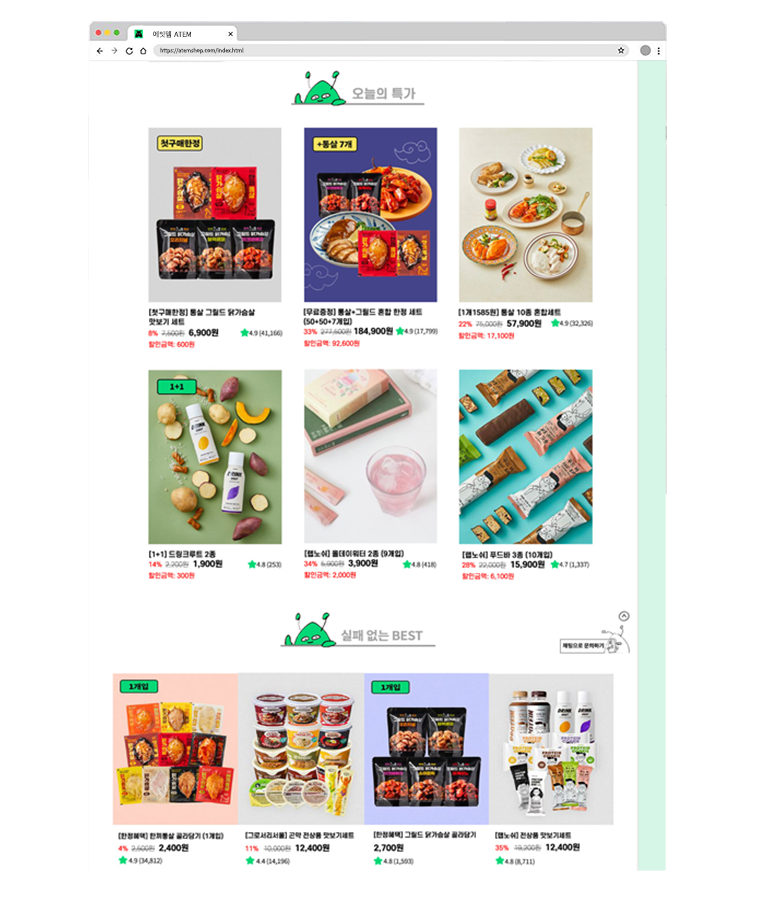 애잇템 ATEM
https://atemshop.com/index.html
오늘의 특가
첫구매한정
+통살 7개
[첫구매한정] 통살 그릴드 닭가슴살
맛보기 세트
8% 7,500원 6,900원 4.9 (41,166)
할인금액: 600원
[무료증정] 통살+그릴드 혼합 한정 세트
(50+50+7개입)
33% 277,500원 184,900원 4.9 (17,799)
할인금액: 92,600원
[1개1585원] 통살 10종 혼합세트
22% 75,000원 57,900원 4.9 (32,326)
할인금액: 17,100원
1+1
[1+1] 드링크루트 2종
14% 2,200원 1,900원 4.8 (253)
할인금액: 300원
[랩노쉬] 올데이워터 2종 (9개입)
34% 5,900원 3,900원 4.8 (418)
할인금액: 2,000원
[랩노쉬] 푸드바 3종 (10개입)
28% 22,000원 15,900원 4.7 (1,337)
할인금액: 6,100원
실패 없는 BEST
채팅으로 문의하기
1개입
1개입
[한정혜택] 한끼통살 골라담기 (1개입)
4% 2,500원 2,400원
4.9 (34,812)
[그로서리서울] 곤약 전상품 맛보기세트
11% 10,000원 12,400원
4.4 (14,196)
[한정혜택] 그릴드 닭가슴살 골라담기
2,700원
4.8 (1,593)
[랩노쉬] 전상품 맛보기세트
35% 19,200원 12,400원
4.8 (8,711)